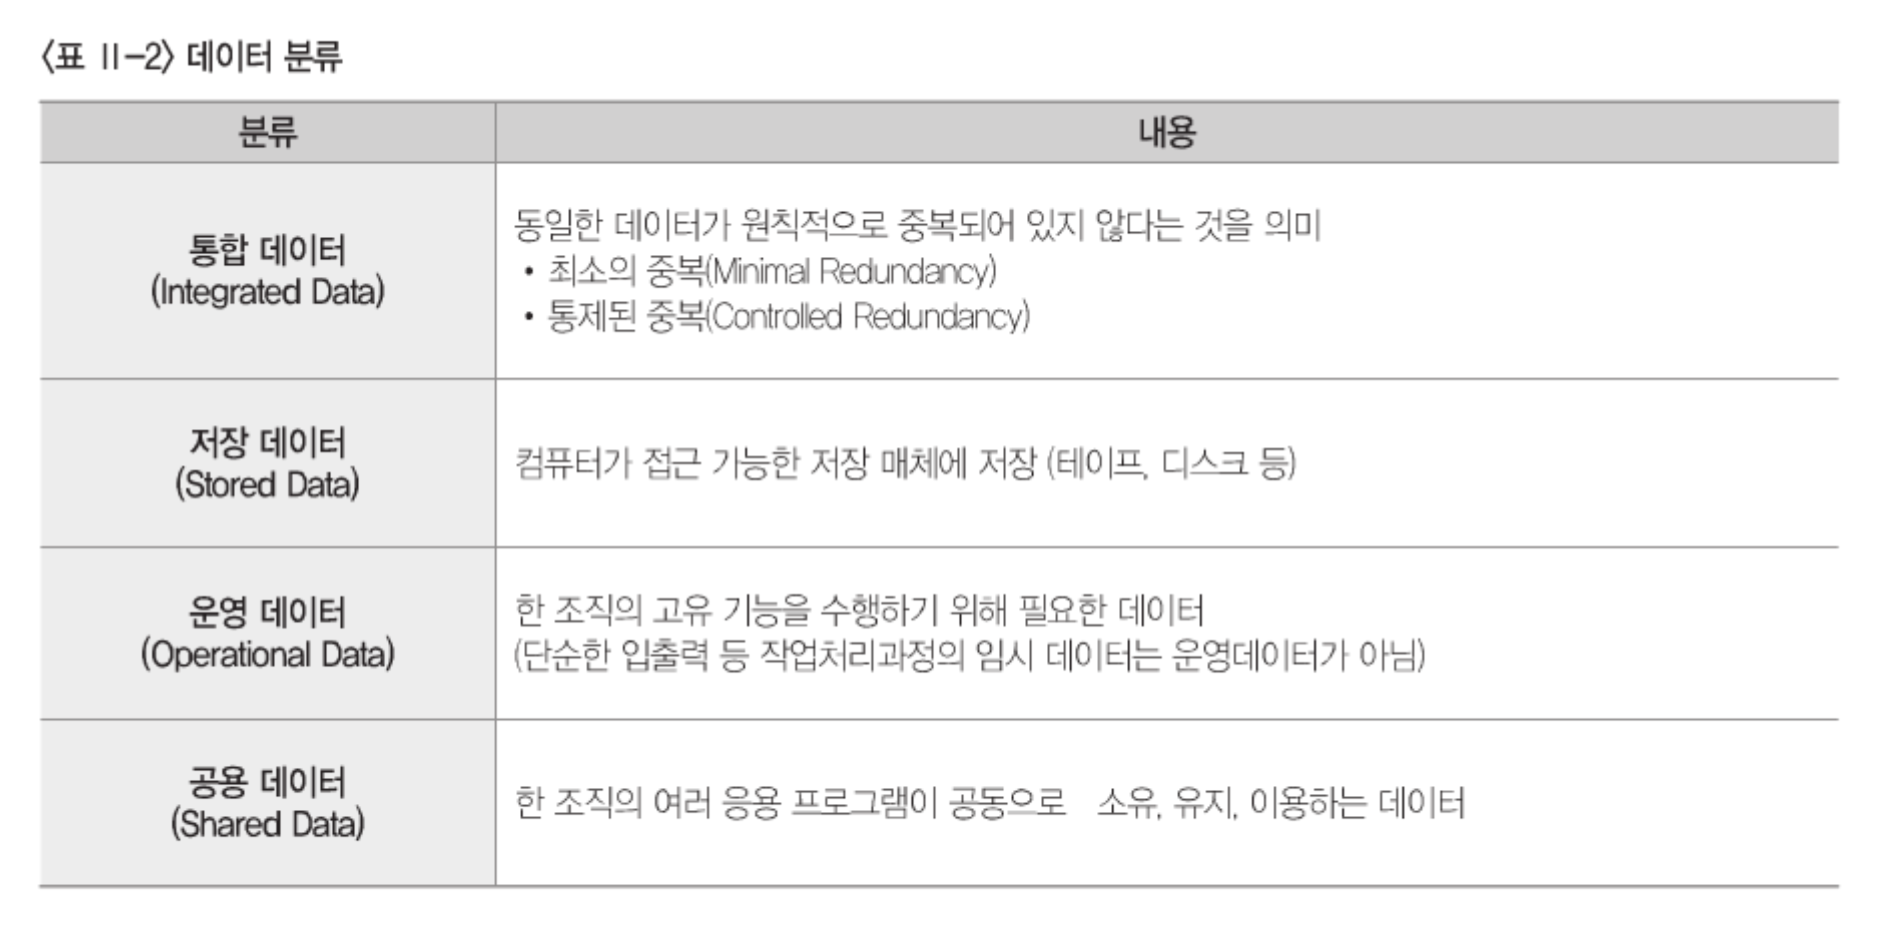 〈표 Ⅱ-2〉 데이터 분류
분류
내용
통합 데이터
(Integrated Data)
동일한 데이터가 원칙적으로 중복되어 있지 않다는 것을 의미
• 최소의 중복(Minimal Redundancy)
• 통제된 중복(Controlled Redundancy)
저장 데이터
(Stored Data)
컴퓨터가 접근 가능한 저장 매체에 저장 (테이프, 디스크 등)
운영 데이터
(Operational Data)
한 조직의 고유 기능을 수행하기 위해 필요한 데이터
(단순한 입출력 등 작업처리과정의 임시 데이터는 운영데이터가 아님)
공용 데이터
(Shared Data)
한 조직의 여러 응용 프로그램이 공동으로 소유, 유지, 이용하는 데이터